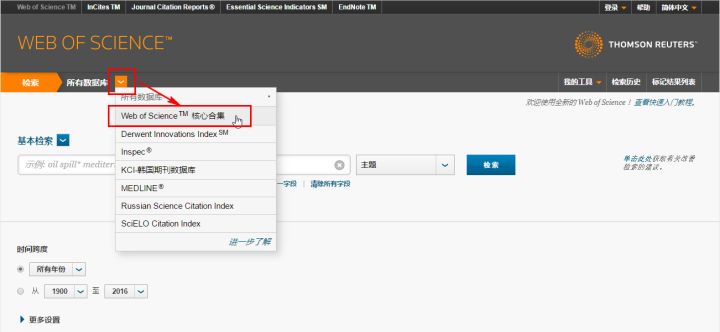 Web of Science TM InCites TM Journal Citation Reports® Essential Science Indicators SM EndNote TM 登录 帮助 简体中文
WEB OF SCIENCE™
THOMSON REUTERS™
检索 所有数据库 我的工具 检索历史 标记结果列表
所有数据库
欢迎使用全新的 Web of Science！查看快速入门教程。
Web of Science™ 核心合集
Derwent Innovations Index SM
基本检索
Inspec®
示例: oil spill* mediter 主题 检索
单击此处获取有关改善
检索的建议。
KCI-韩国期刊数据库
一字段 | 清除所有字段
MEDLINE®
Russian Science Citation Index
SciELO Citation Index
进一步了解
时间跨度
所有年份
从 1900 至 2016
更多设置